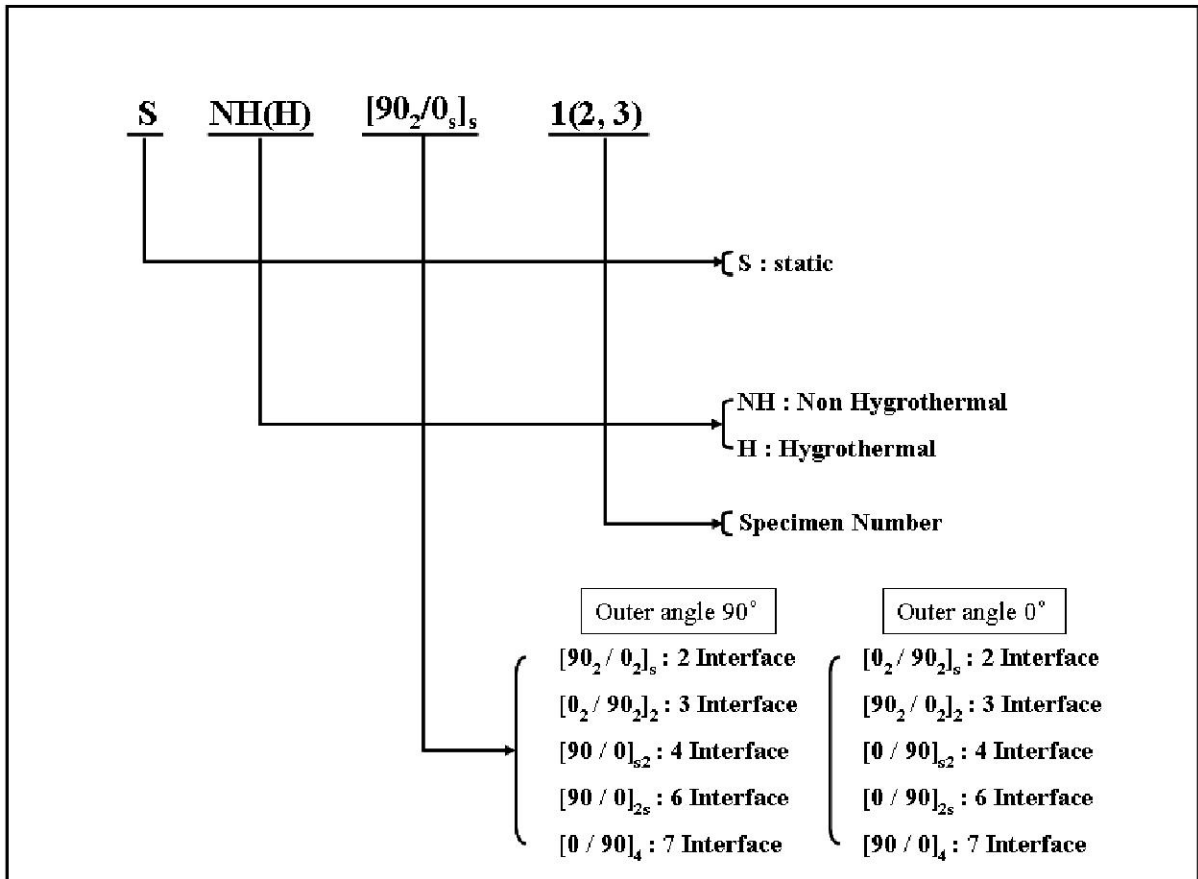 S NH(H) [90₂/0ₛ]ₛ 1(2, 3)
S : static
NH : Non Hygrothermal
H : Hygrothermal
Specimen Number
Outer angle 90°
[90₂ / 0₂]ₛ : 2 Interface
[0₂ / 90₂]₂ : 3 Interface
[90 / 0]ₛ₂ : 4 Interface
[90 / 0]₂ₛ : 6 Interface
[0 / 90]₄ : 7 Interface
Outer angle 0°
[0₂ / 90₂]ₛ : 2 Interface
[90₂ / 0₂]₂ : 3 Interface
[0 / 90]ₛ₂ : 4 Interface
[0 / 90]₂ₛ : 6 Interface
[90 / 0]₄ : 7 Interface